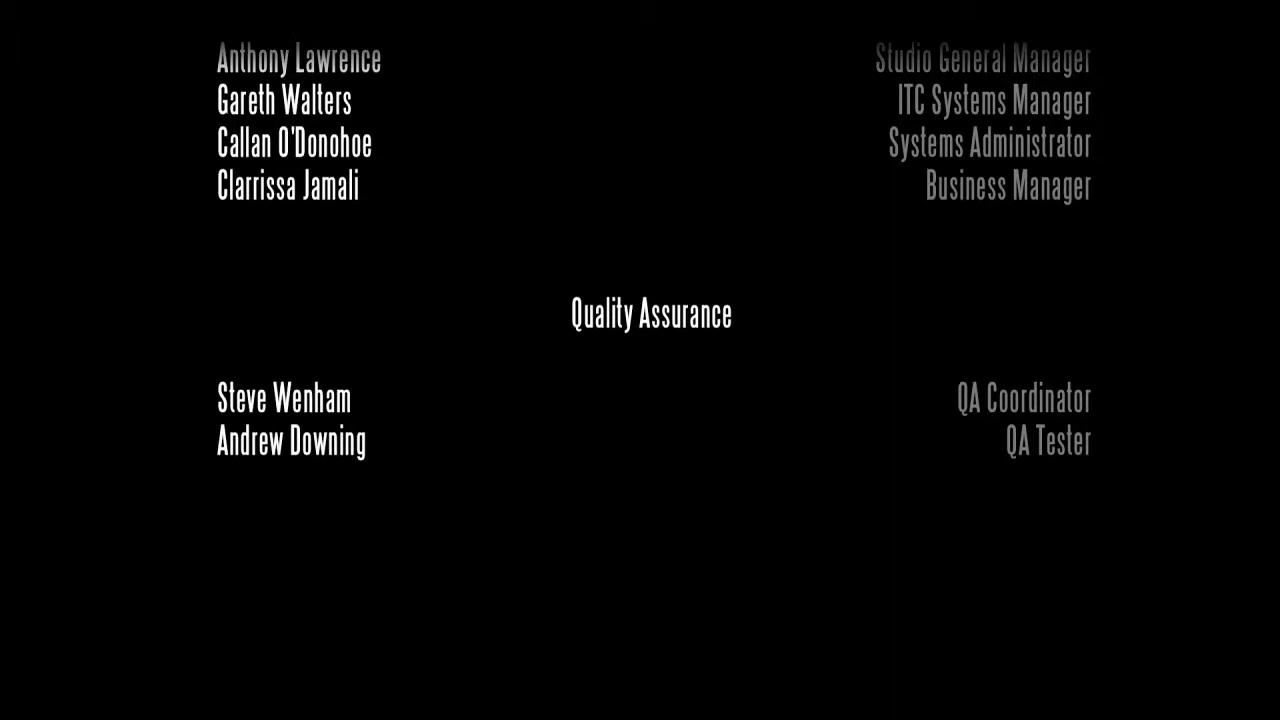 Anthony Lawrence Studio General Manager
Gareth Walters ITC Systems Manager
Callan O'Donohoe Systems Administrator
Clarrissa Jamali Business Manager
Quality Assurance
Steve Wenham QA Coordinator
Andrew Downing QA Tester